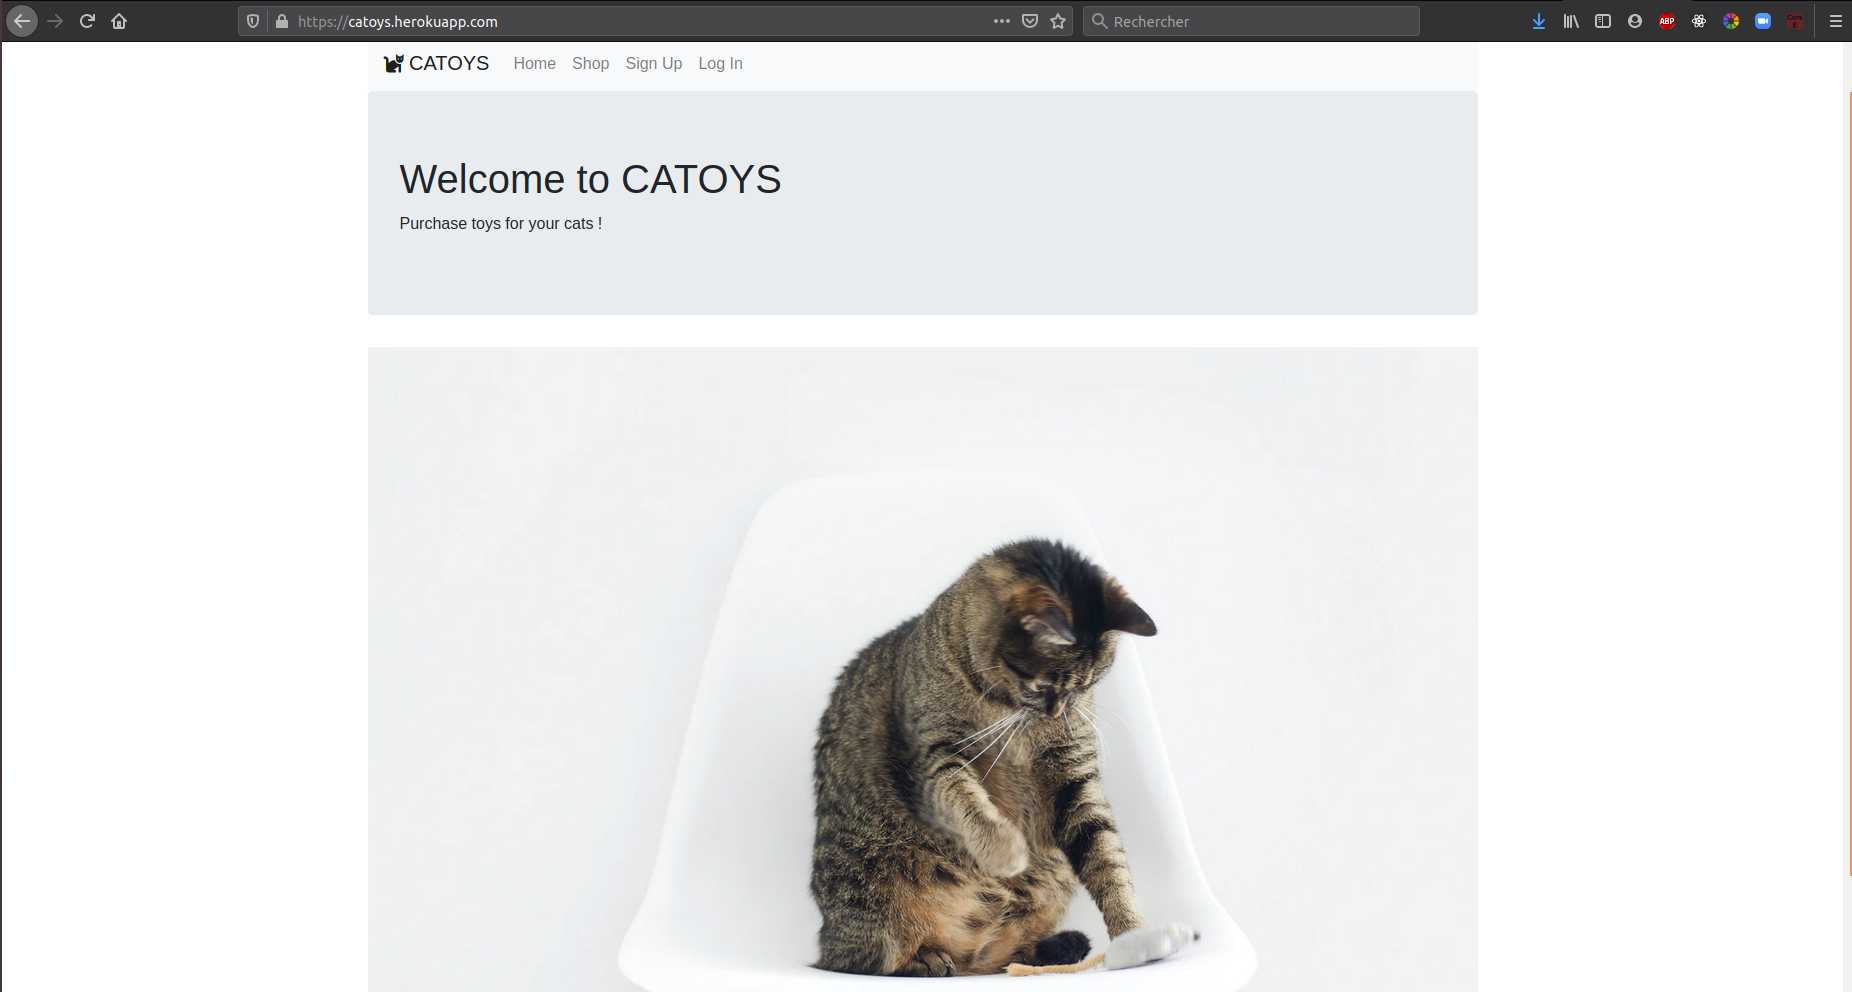 https://catoys.herokuapp.com
Rechercher
ABP
CATOYS Home Shop Sign Up Log In
Welcome to CATOYS
Purchase toys for your cats !